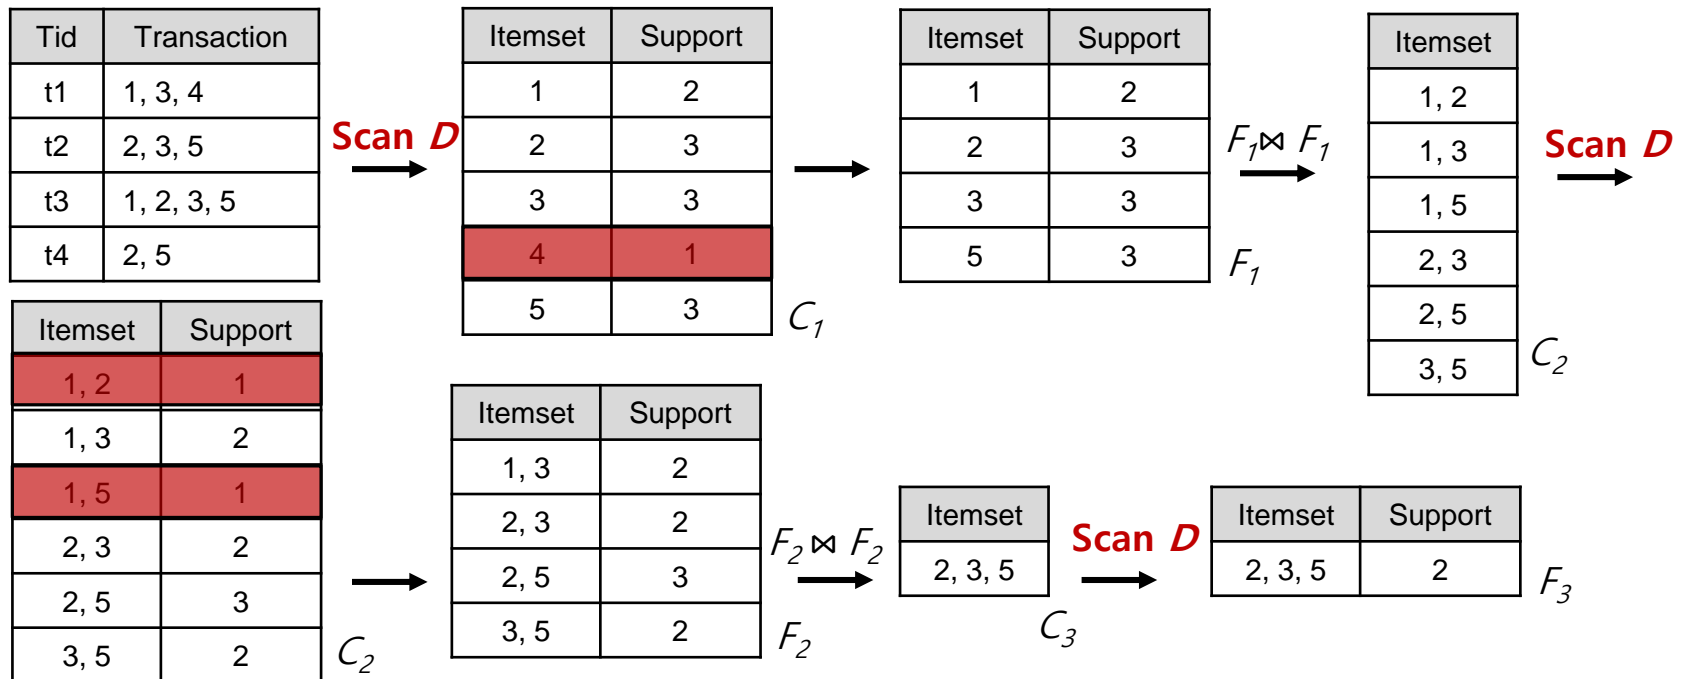 Tid Transaction
t1 1, 3, 4
t2 2, 3, 5
t3 1, 2, 3, 5
t4 2, 5
Scan D
Itemset Support
1 2
2 3
3 3
4 1
5 3
C1
Itemset Support
1 2
2 3
3 3
5 3
F1
F1⋈ F1
Itemset
1, 2
1, 3
1, 5
2, 3
2, 5
3, 5
C2
Scan D
Itemset Support
1, 2 1
1, 3 2
1, 5 1
2, 3 2
2, 5 3
3, 5 2
C2
Itemset Support
1, 3 2
2, 3 2
2, 5 3
3, 5 2
F2
F2 ⋈ F2
Itemset
2, 3, 5
C3
Scan D
Itemset Support
2, 3, 5 2
F3